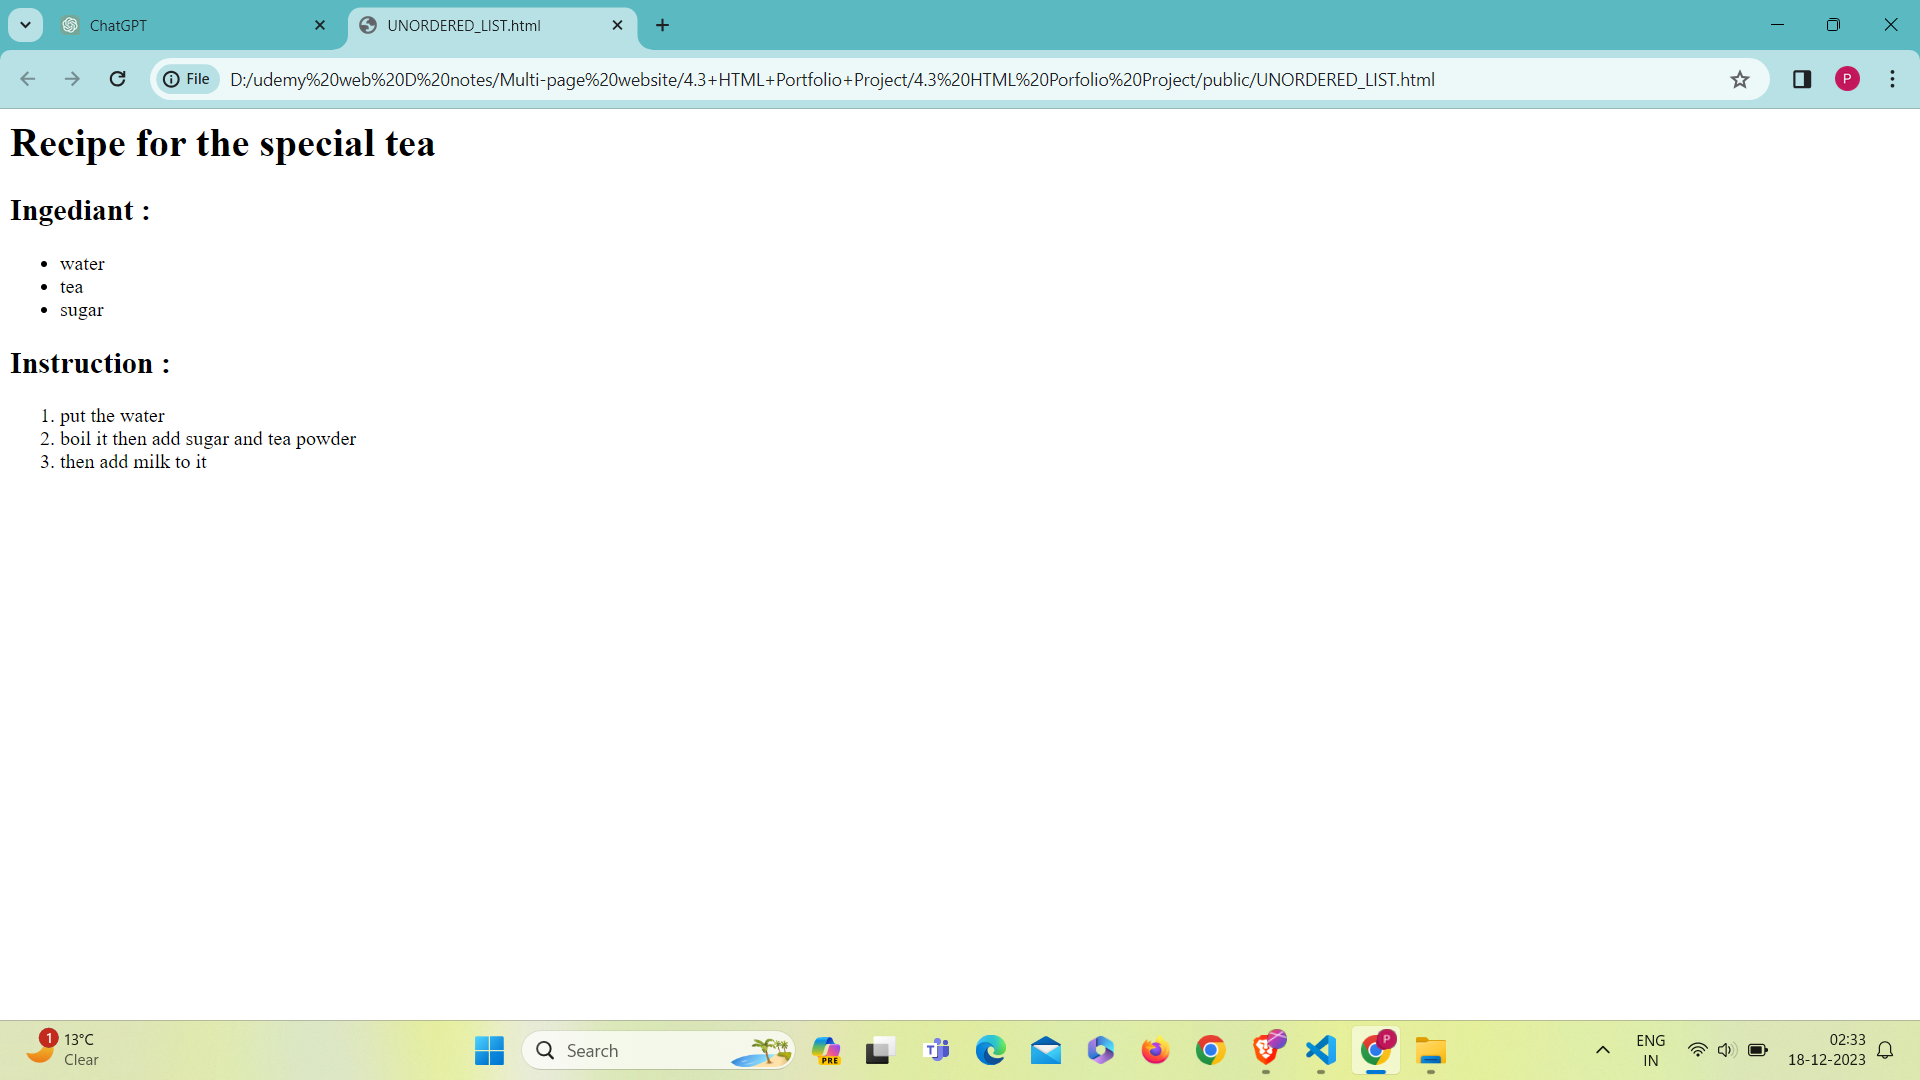 ChatGPT
UNORDERED_LIST.html
File
D:/udemy%20web%20D%20notes/Multi-page%20website/4.3+HTML+Portfolio+Project/4.3%20HTML%20Porfolio%20Project/public/UNORDERED_LIST.html
P
Recipe for the special tea
Ingediant :
• water
• tea
• sugar
Instruction :
1. put the water
2. boil it then add sugar and tea powder
3. then add milk to it
1
13°C
Clear
Search
PRE
T
P
ENG
IN
02:33
18-12-2023